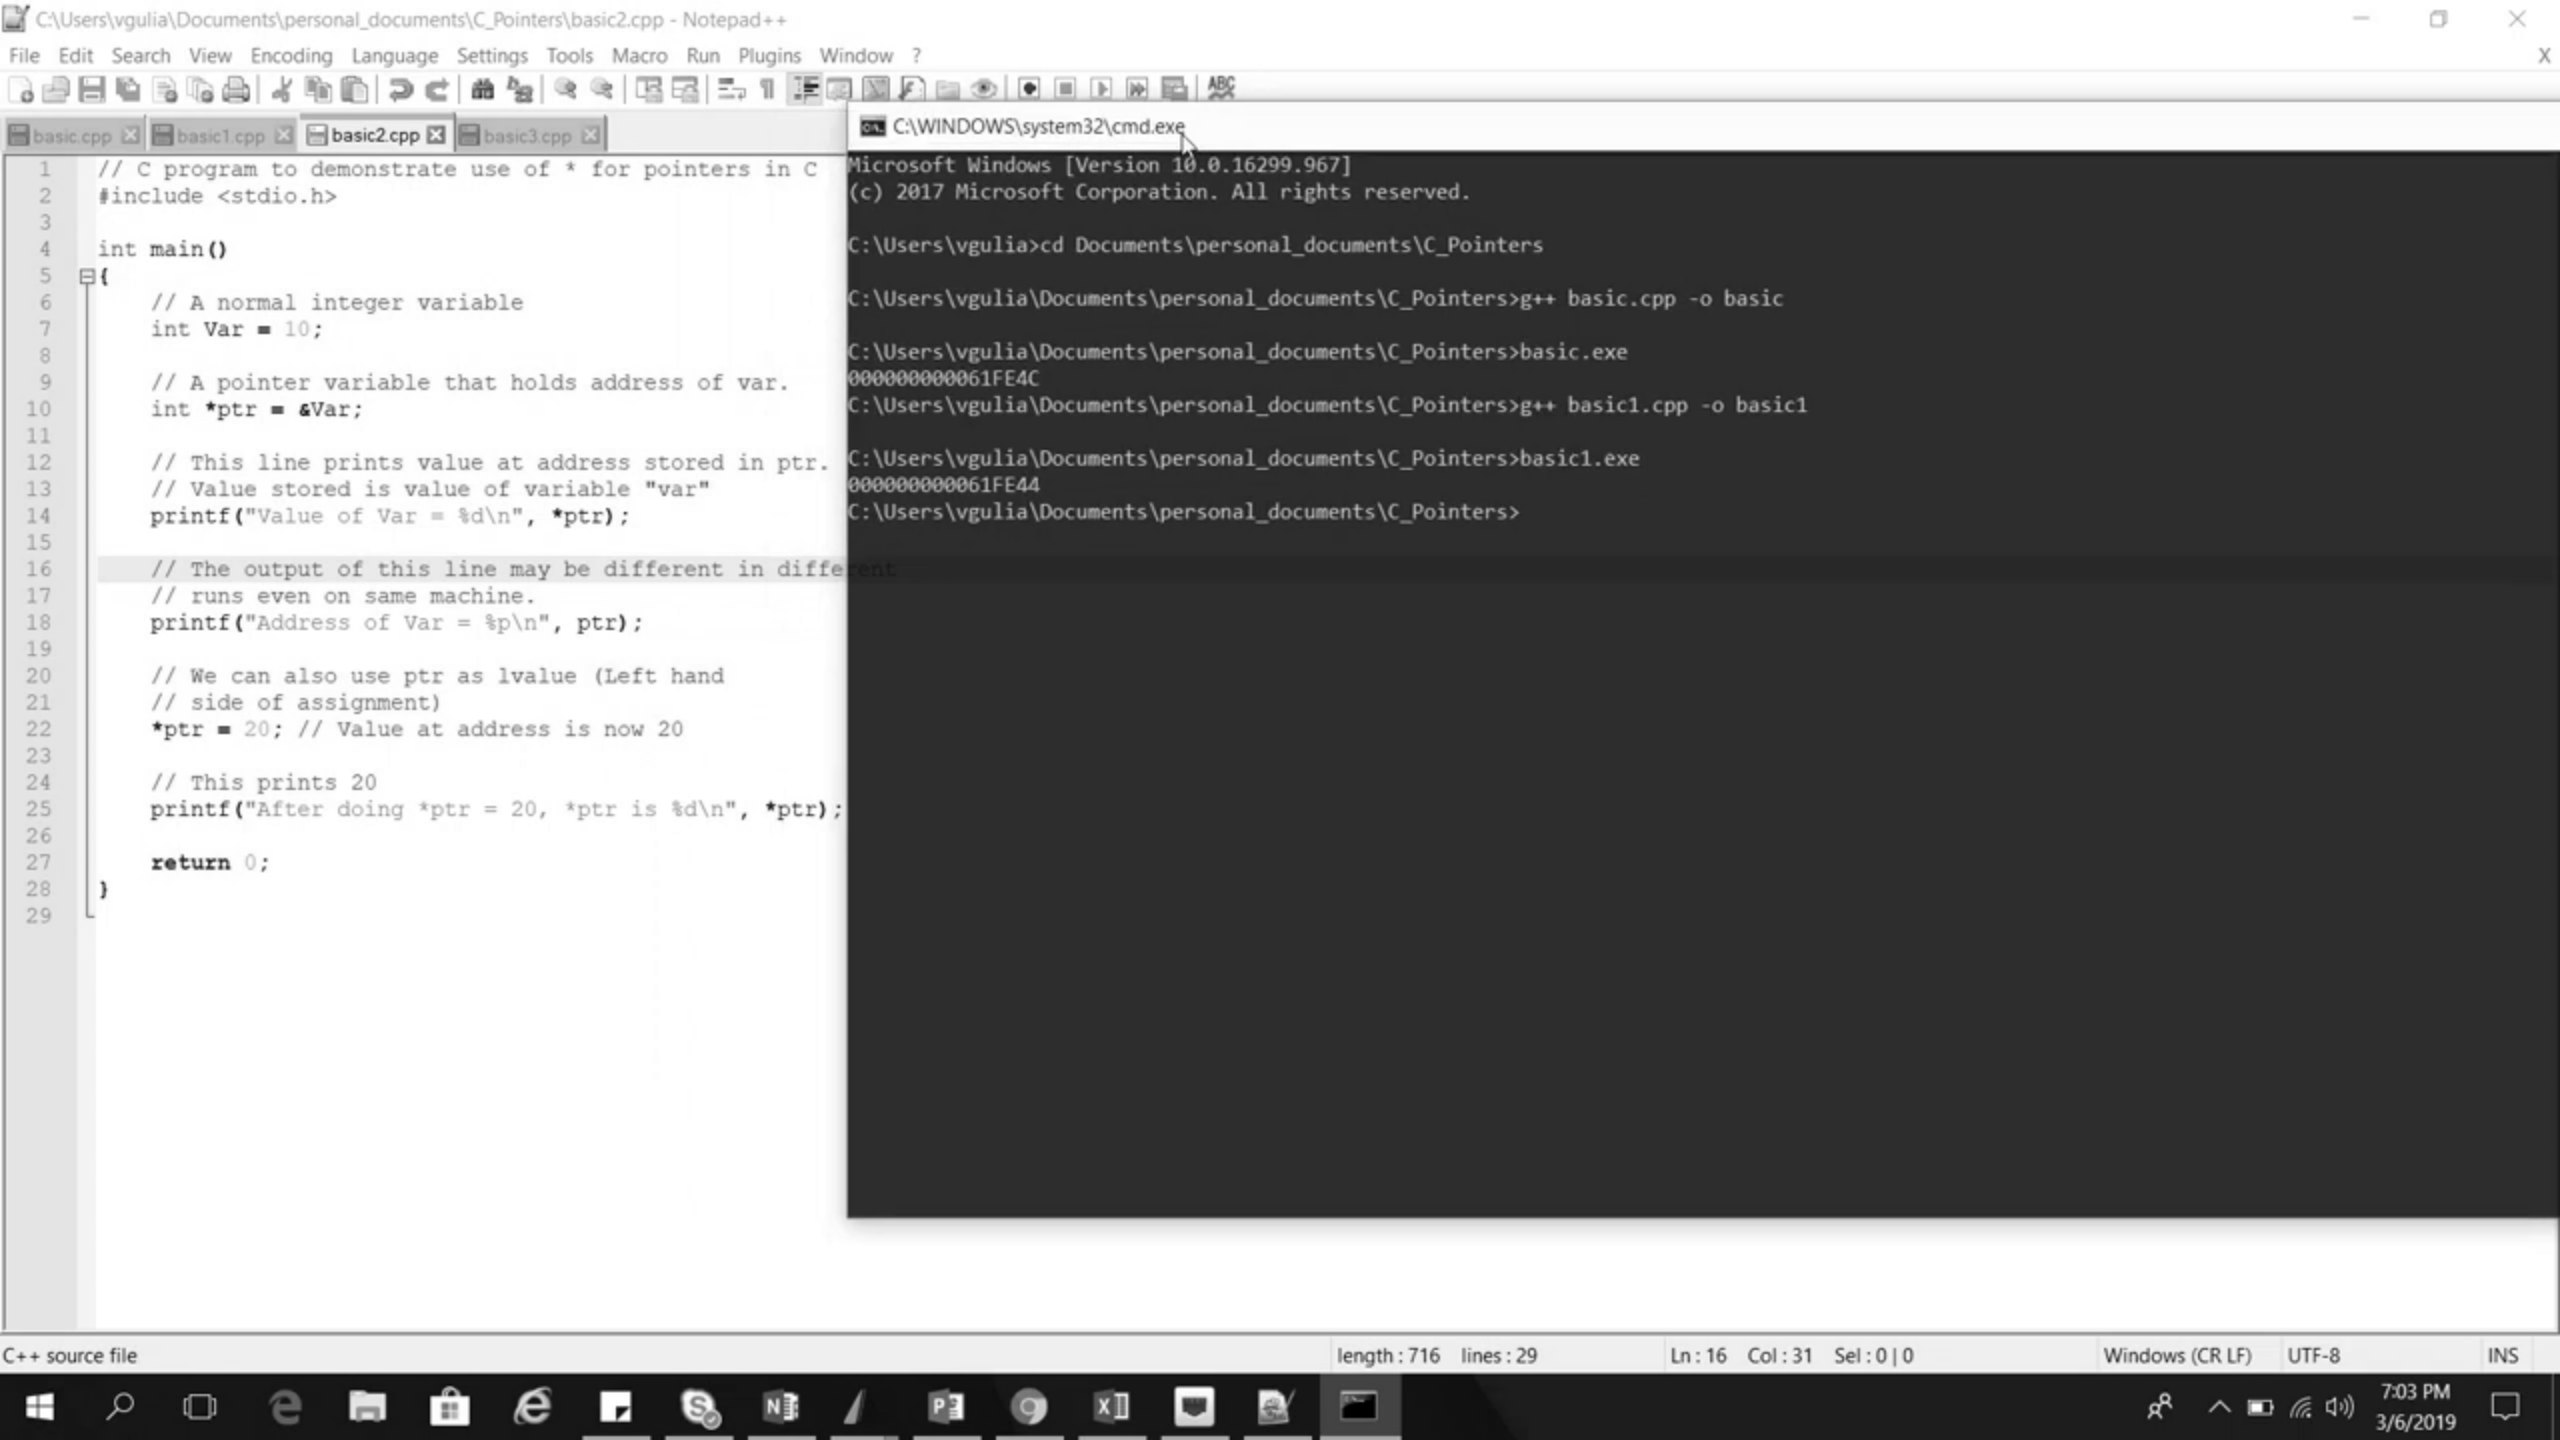 C:\Users\vgulia\Documents\personal_documents\C_Pointers\basic2.cpp - Notepad++
File Edit Search View Encoding Language Settings Tools Macro Run Plugins Window ? X
ABC
basic.cpp basic1.cpp basic2.cpp basic3.cpp
1 // C program to demonstrate use of * for pointers in C
2 #include <stdio.h>
3
4 int main()
5 {
6 // A normal integer variable
7 int Var = 10;
8
9 // A pointer variable that holds address of var.
10 int *ptr = &Var;
11
12 // This line prints value at address stored in ptr.
13 // Value stored is value of variable "var"
14 printf("Value of Var = %d\n", *ptr);
15
16 // The output of this line may be different in different
17 // runs even on same machine.
18 printf("Address of Var = %p\n", ptr);
19
20 // We can also use ptr as lvalue (Left hand
21 // side of assignment)
22 *ptr = 20; // Value at address is now 20
23
24 // This prints 20
25 printf("After doing *ptr = 20, *ptr is %d\n", *ptr);
26
27 return 0;
28 }
29
C:\WINDOWS\system32\cmd.exe
Microsoft Windows [Version 10.0.16299.967]
(c) 2017 Microsoft Corporation. All rights reserved.
C:\Users\vgulia>cd Documents\personal_documents\C_Pointers
C:\Users\vgulia\Documents\personal_documents\C_Pointers>g++ basic.cpp -o basic
C:\Users\vgulia\Documents\personal_documents\C_Pointers>basic.exe
000000000061FE4C
C:\Users\vgulia\Documents\personal_documents\C_Pointers>g++ basic1.cpp -o basic1
C:\Users\vgulia\Documents\personal_documents\C_Pointers>basic1.exe
000000000061FE44
C:\Users\vgulia\Documents\personal_documents\C_Pointers>
C++ source file length : 716 lines : 29 Ln : 16 Col : 31 Sel : 0 | 0 Windows (CR LF) UTF-8 INS
7:03 PM
3/6/2019